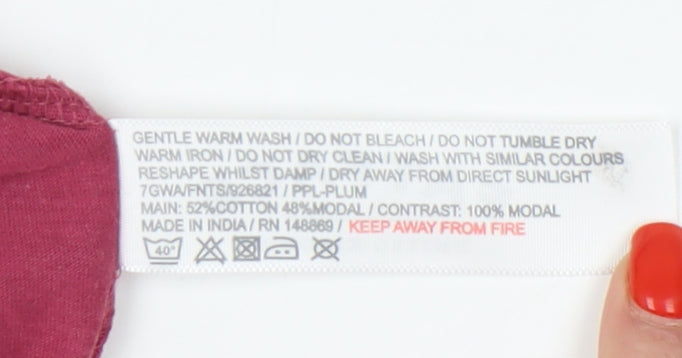 GENTLE WARM WASH / DO NOT BLEACH / DO NOT TUMBLE DRY
WARM IRON / DO NOT DRY CLEAN / WASH WITH SIMILAR COLOURS
RESHAPE WHILST DAMP / DRY AWAY FROM DIRECT SUNLIGHT
7GWA/FNTS/926821 / PPL-PLUM
MAIN: 52%COTTON 48%MODAL / CONTRAST: 100% MODAL
MADE IN INDIA / RN 148869 / KEEP AWAY FROM FIRE
40°